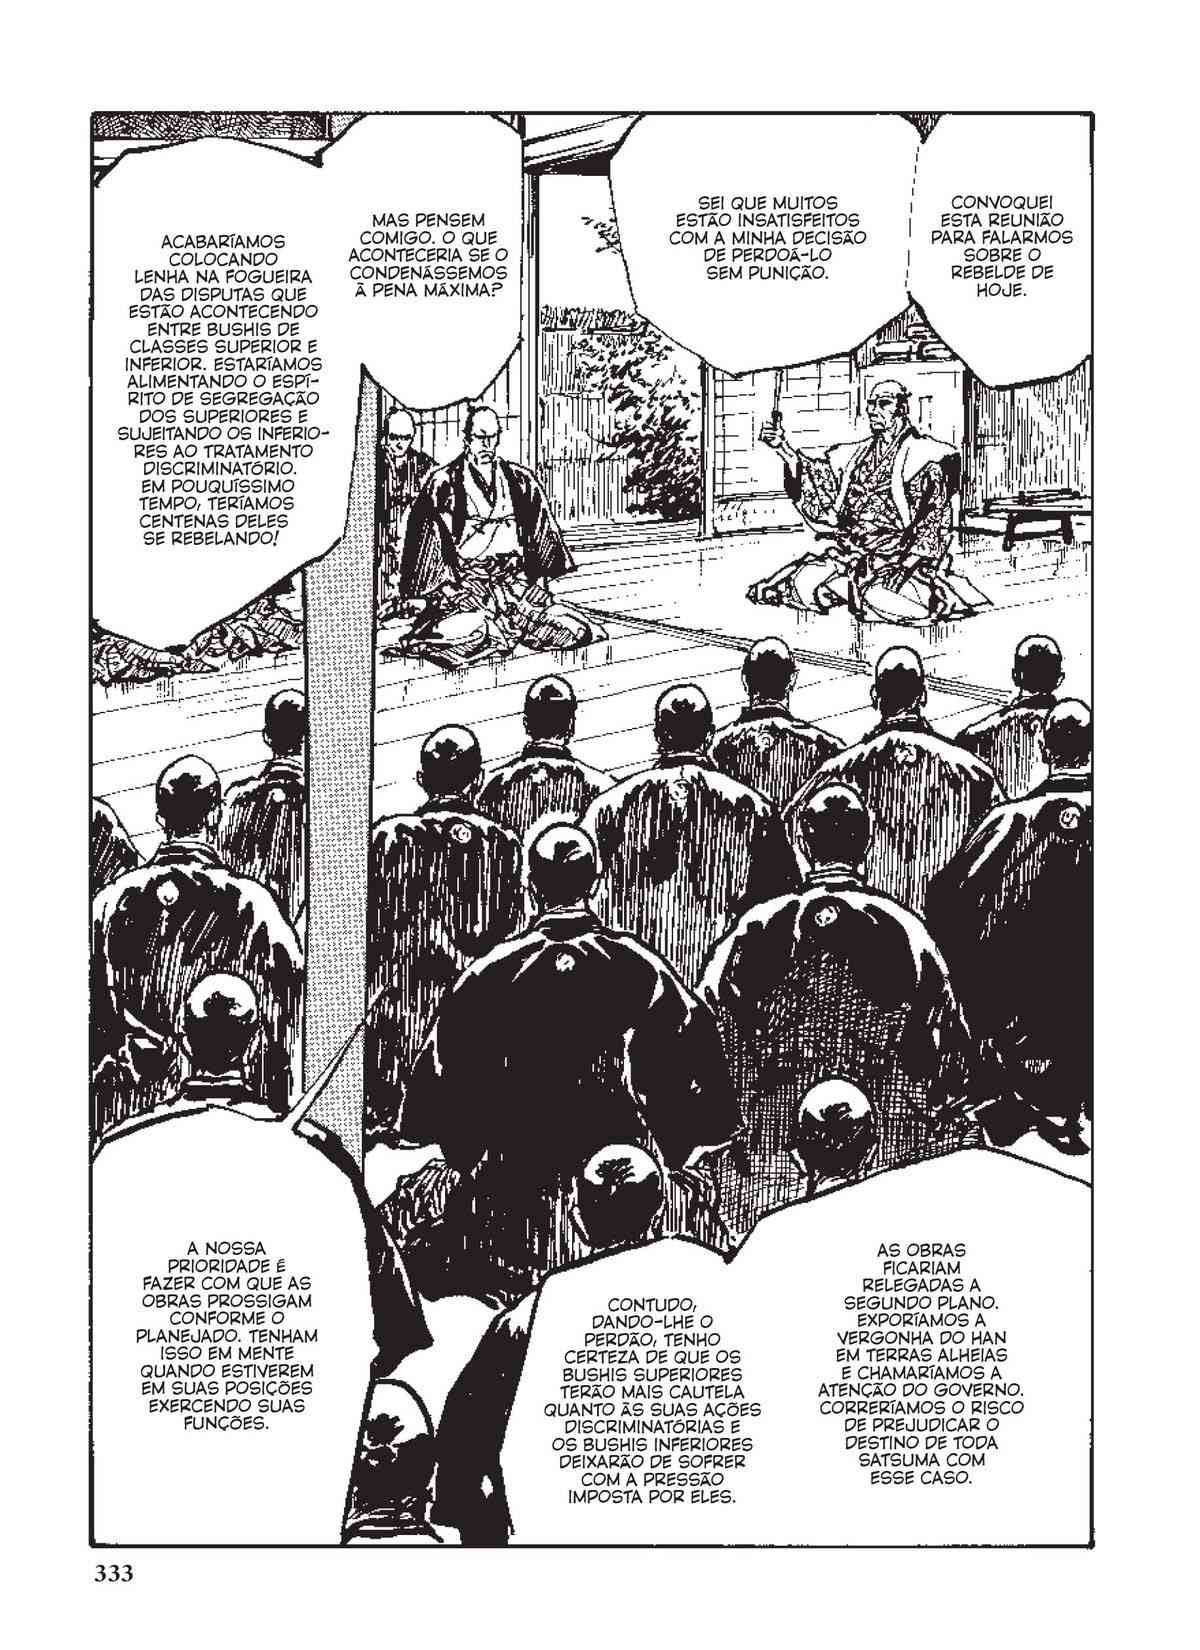 CONVOQUEI
ESTA REUNIÃO
PARA FALARMOS
SOBRE O
REBELDE DE
HOJE.
SEI QUE MUITOS
ESTÃO INSATISFEITOS
COM A MINHA DECISÃO
DE PERDOÁ-LO
SEM PUNIÇÃO.
MAS PENSEM
COMIGO. O QUE
ACONTECERIA SE O
CONDENÁSSEMOS
À PENA MÁXIMA?
ACABARÍAMOS
COLOCANDO
LENHA NA FOGUEIRA
DAS DISPUTAS QUE
ESTÃO ACONTECENDO
ENTRE BUSHIS DE
CLASSES SUPERIOR E
INFERIOR. ESTARÍAMOS
ALIMENTANDO O ESPÍ-
RITO DE SEGREGAÇÃO
DOS SUPERIORES E
SUJEITANDO OS INFERIO-
RES AO TRATAMENTO
DISCRIMINATÓRIO.
EM POUQUÍSSIMO
TEMPO, TERÍAMOS
CENTENAS DELES
SE REBELANDO!
AS OBRAS
FICARIAM
RELEGADAS A
SEGUNDO PLANO.
EXPORÍAMOS A
VERGONHA DO HAN
EM TERRAS ALHEIAS
E CHAMARÍAMOS A
ATENÇÃO DO GOVERNO.
CORRERÍAMOS O RISCO
DE PREJUDICAR O
DESTINO DE TODA
SATSUMA COM
ESSE CASO.
CONTUDO,
DANDO-LHE O
PERDÃO, TENHO
CERTEZA DE QUE OS
BUSHIS SUPERIORES
TERÃO MAIS CAUTELA
QUANTO ÀS SUAS AÇÕES
DISCRIMINATÓRIAS E
OS BUSHIS INFERIORES
DEIXARÃO DE SOFRER
COM A PRESSÃO
IMPOSTA POR ELES.
A NOSSA
PRIORIDADE É
FAZER COM QUE AS
OBRAS PROSSIGAM
CONFORME O
PLANEJADO. TENHAM
ISSO EM MENTE
QUANDO ESTIVEREM
EM SUAS POSIÇÕES
EXERCENDO SUAS
FUNÇÕES.
333